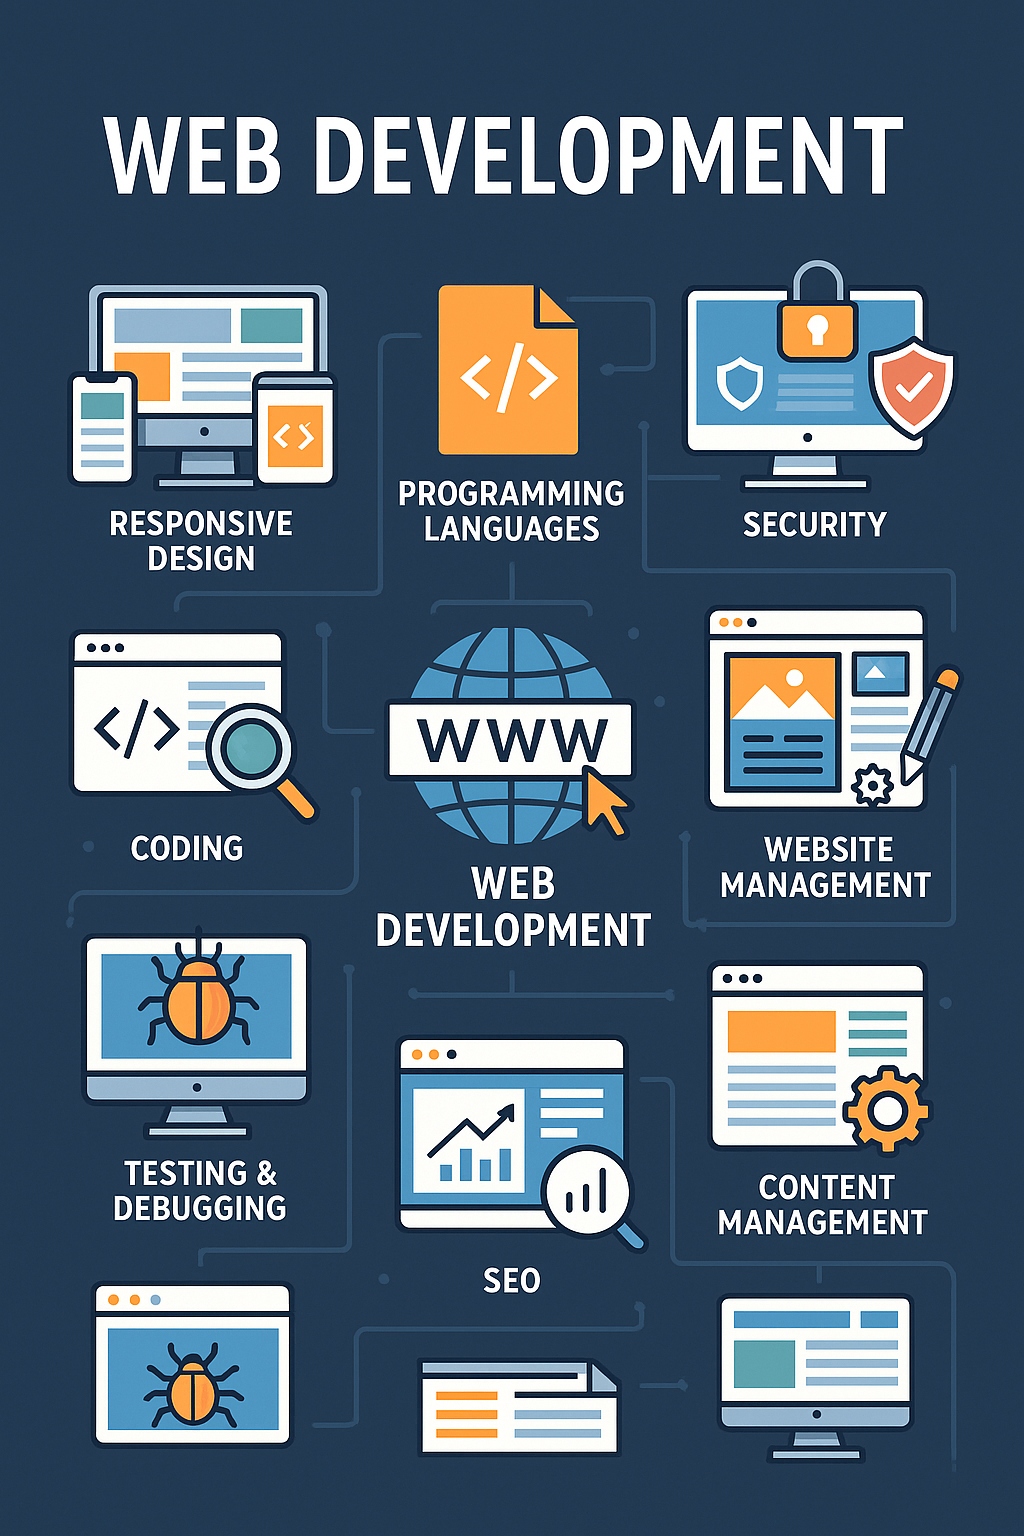 WEB DEVELOPMENT
</>
<>
RESPONSIVE
DESIGN
PROGRAMMING
LANGUAGES
SECURITY
</>
CODING
WWW
WEB
DEVELOPMENT
WEBSITE
MANAGEMENT
TESTING &
DEBUGGING
SEO
CONTENT
MANAGEMENT